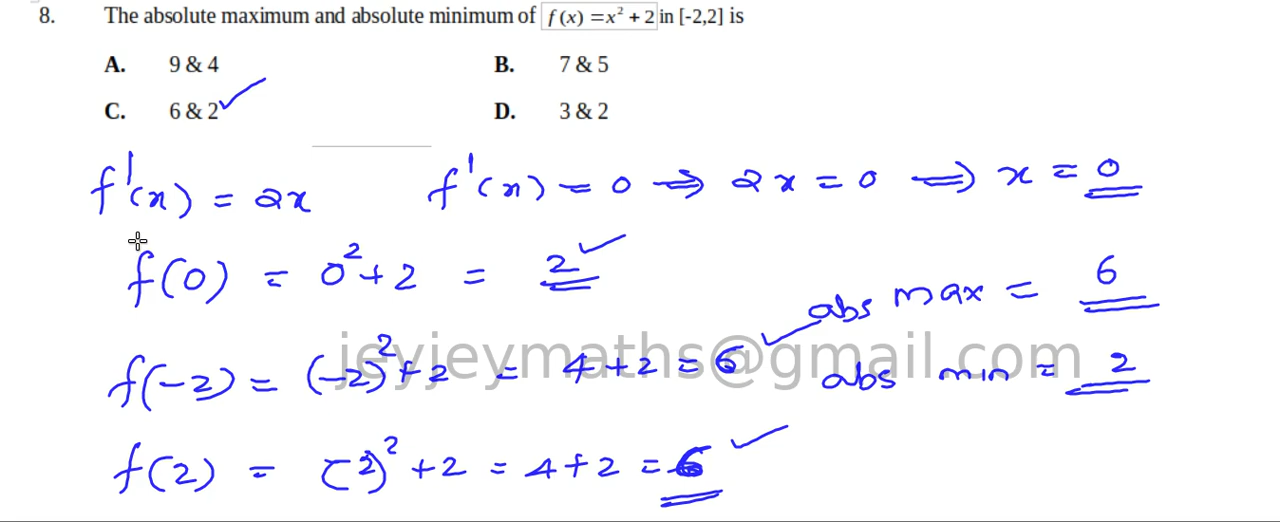 8. The absolute maximum and absolute minimum of f(x) = x² + 2 in [-2,2] is
A. 9 & 4 B. 7 & 5
C. 6 & 2 ✓ D. 3 & 2
f'(x) = 2x f'(x) = 0 ⇒ 2x = 0 ⇒ x = 0
f(0) = 0² + 2 = 2 ✓
abs max = 6
jeyjeymaths@gmail.com
f(-2) = (-2)² + 2 = 4 + 2 = 6 ✓
abs min = 2
f(2) = (2)² + 2 = 4 + 2 = 6 ✓